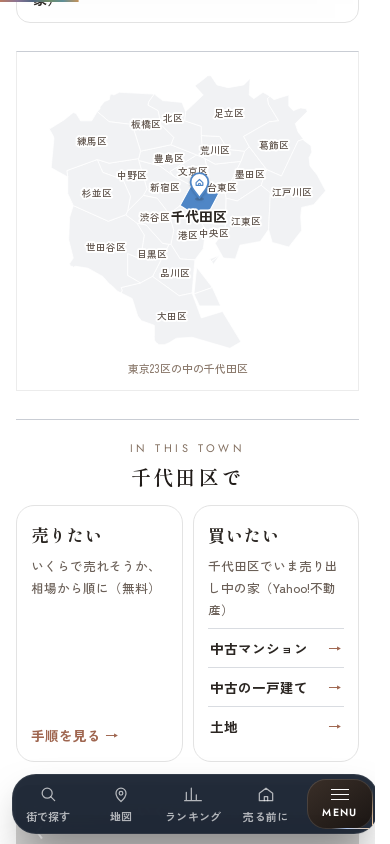 足立区
北区
板橋区
練馬区
葛飾区
荒川区
豊島区
文京区
中野区
墨田区
新宿区
台東区
杉並区
江戸川区
渋谷区
千代田区
江東区
港区
中央区
世田谷区
目黒区
品川区
大田区
東京23区の中の千代田区
IN THIS TOWN
千代田区で
売りたい
いくらで売れそうか、
相場から順に（無料）
手順を見る →
買いたい
千代田区でいま売り出
し中の家（Yahoo!不動
産）
中古マンション →
中古の一戸建て →
土地 →
街で探す
地図
ランキング
売る前に
MENU